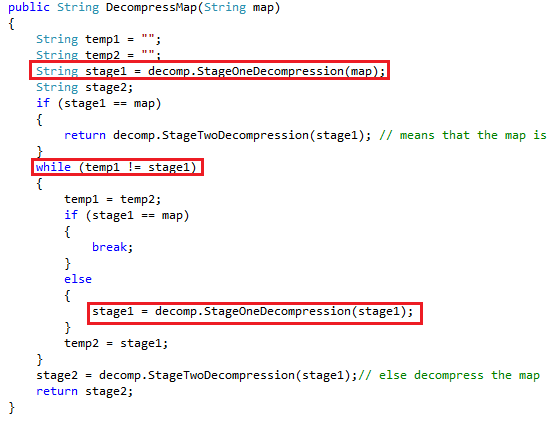 public String DecompressMap(String map)
{
String temp1 = "";
String temp2 = "";
String stage1 = decomp.StageOneDecompression(map);
String stage2;
if (stage1 == map)
{
return decomp.StageTwoDecompression(stage1); // means that the map is
}
while (temp1 != stage1)
{
temp1 = temp2;
if (stage1 == map)
{
break;
}
else
{
stage1 = decomp.StageOneDecompression(stage1);
}
temp2 = stage1;
}
stage2 = decomp.StageTwoDecompression(stage1);// else decompress the map
return stage2;
}